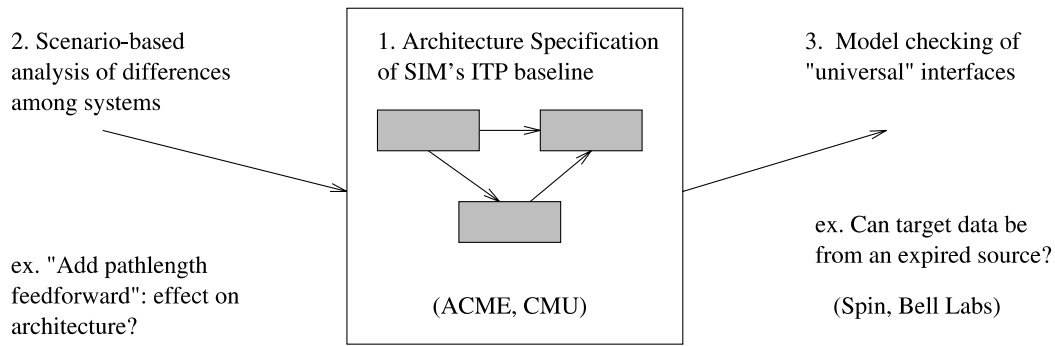 2. Scenario-based
analysis of differences
among systems
ex. "Add pathlength
feedforward": effect on
architecture?
1. Architecture Specification
of SIM's ITP baseline
(ACME, CMU)
3. Model checking of
"universal" interfaces
ex. Can target data be
from an expired source?
(Spin, Bell Labs)